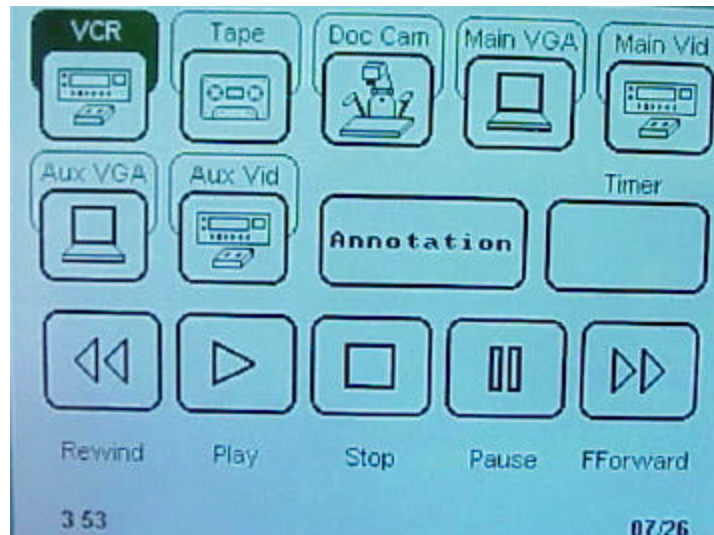 VCR
Tape
Doc Cam
Main VGA
Main Vid
Aux VGA
Aux Vid
Annotation
Timer
Rewind
Play
Stop
Pause
FForward
3 53
07/26